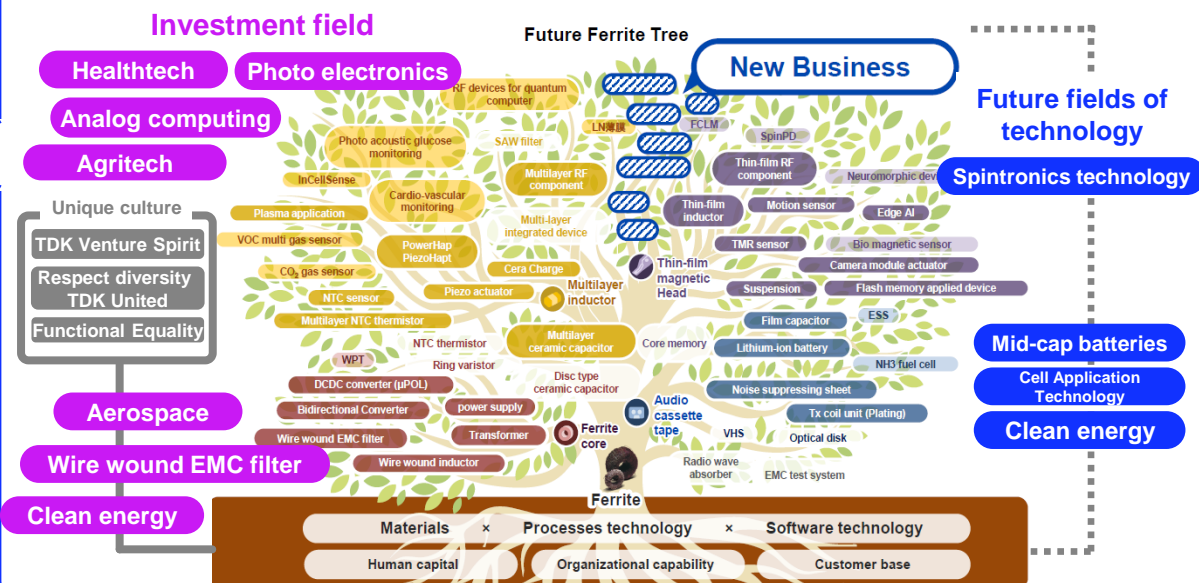 Investment field
Future Ferrite Tree
New Business
Healthtech
Photo electronics
Analog computing
Agritech
Unique culture
TDK Venture Spirit
Respect diversity
TDK United
Functional Equality
Aerospace
Wire wound EMC filter
Clean energy
RF devices for quantum
computer
LN薄膜
FCLM
Photo acoustic glucose
monitoring
SAW filter
SpinPD
InCellSense
Multilayer RF
component
Thin-film RF
component
Neuromorphic devi
Plasma application
Cardio-vascular
monitoring
Thin-film
inductor
Motion sensor
Edge AI
VOC multi gas sensor
PowerHap
PiezoHapt
Multi-layer
integrated device
TMR sensor
Bio magnetic sensor
CO₂ gas sensor
Cera Charge
Thin-film
magnetic
Head
Camera module actuator
NTC sensor
Piezo actuator
Multilayer
inductor
Suspension
Flash memory applied device
Multilayer NTC thermistor
Film capacitor
ESS
NTC thermistor
Multilayer
ceramic capacitor
Core memory
Lithium-ion battery
WPT
Ring varistor
NH3 fuel cell
DCDC converter (µPOL)
Disc type
ceramic capacitor
Noise suppressing sheet
Bidirectional Converter
power supply
Audio
cassette
tape
Tx coil unit (Plating)
Wire wound EMC filter
Transformer
Ferrite
core
VHS
Optical disk
Wire wound inductor
Radio wave
absorber
EMC test system
Ferrite
Materials × Processes technology × Software technology
Human capital
Organizational capability
Customer base
Future fields of
technology
Spintronics technology
Mid-cap batteries
Cell Application
Technology
Clean energy